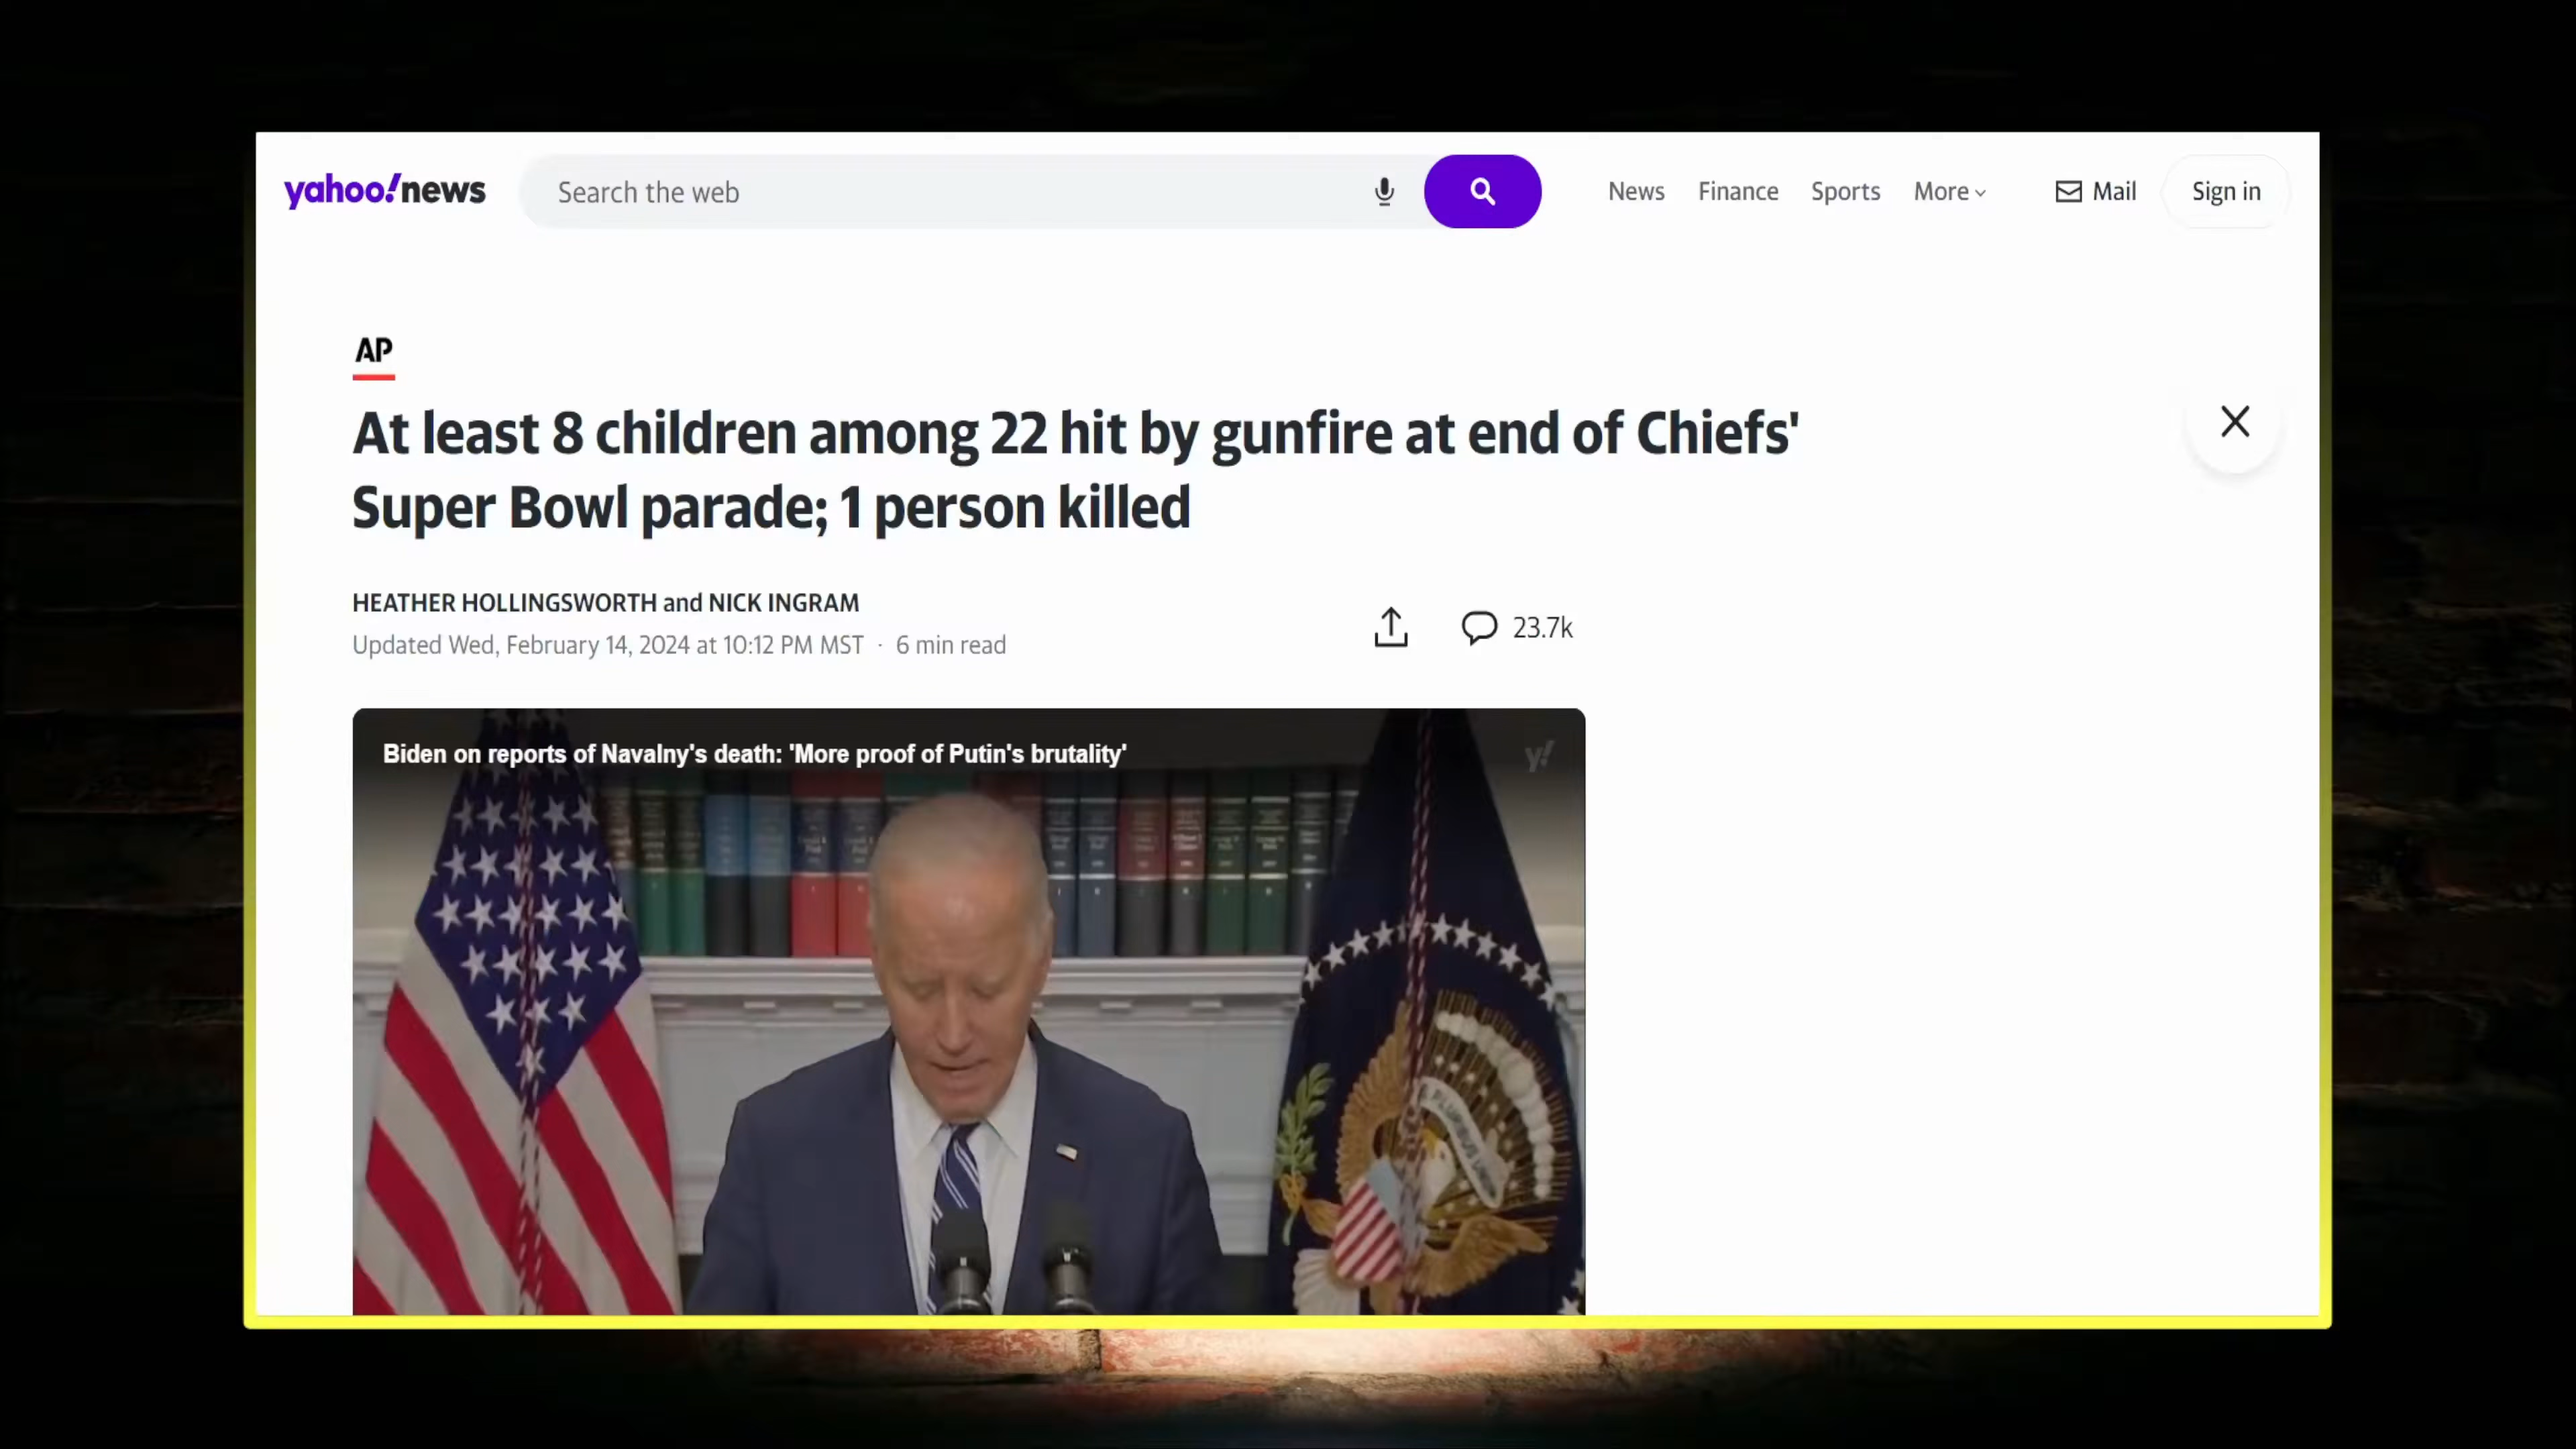 yahoo!news
Search the web
News Finance Sports More Mail Sign in
AP
At least 8 children among 22 hit by gunfire at end of Chiefs'
Super Bowl parade; 1 person killed
HEATHER HOLLINGSWORTH and NICK INGRAM
Updated Wed, February 14, 2024 at 10:12 PM MST · 6 min read
23.7k
Biden on reports of Navalny's death: 'More proof of Putin's brutality'
y!